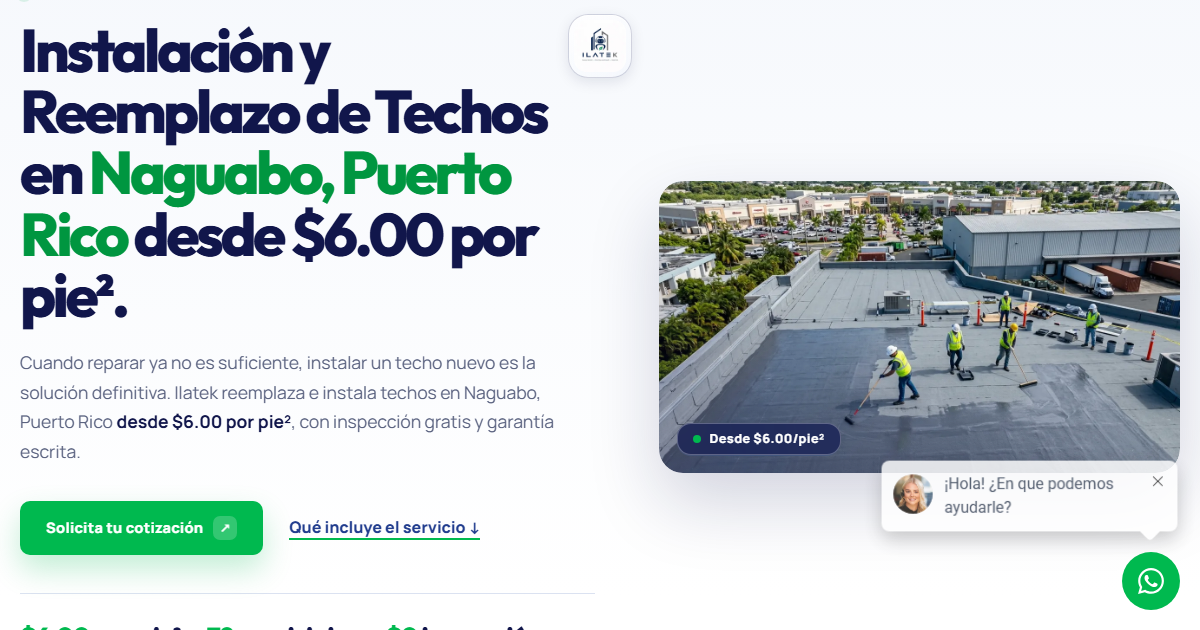 Instalación y
Reemplazo de Techos
en Naguabo, Puerto
Rico desde $6.00 por
pie².
ILATEK
Cuando reparar ya no es suficiente, instalar un techo nuevo es la
solución definitiva. Ilatek reemplaza e instala techos en Naguabo,
Puerto Rico desde $6.00 por pie², con inspección gratis y garantía
escrita.
Solicita tu cotización ↗
Qué incluye el servicio ↓
Desde $6.00/pie²
¡Hola! ¿En que podemos
ayudarle?